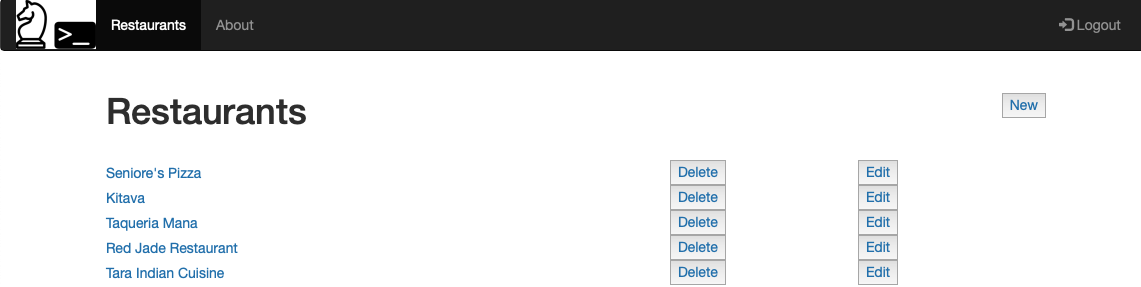 >_ Restaurants About Logout
Restaurants New
Seniore's Pizza Delete Edit
Kitava Delete Edit
Taqueria Mana Delete Edit
Red Jade Restaurant Delete Edit
Tara Indian Cuisine Delete Edit